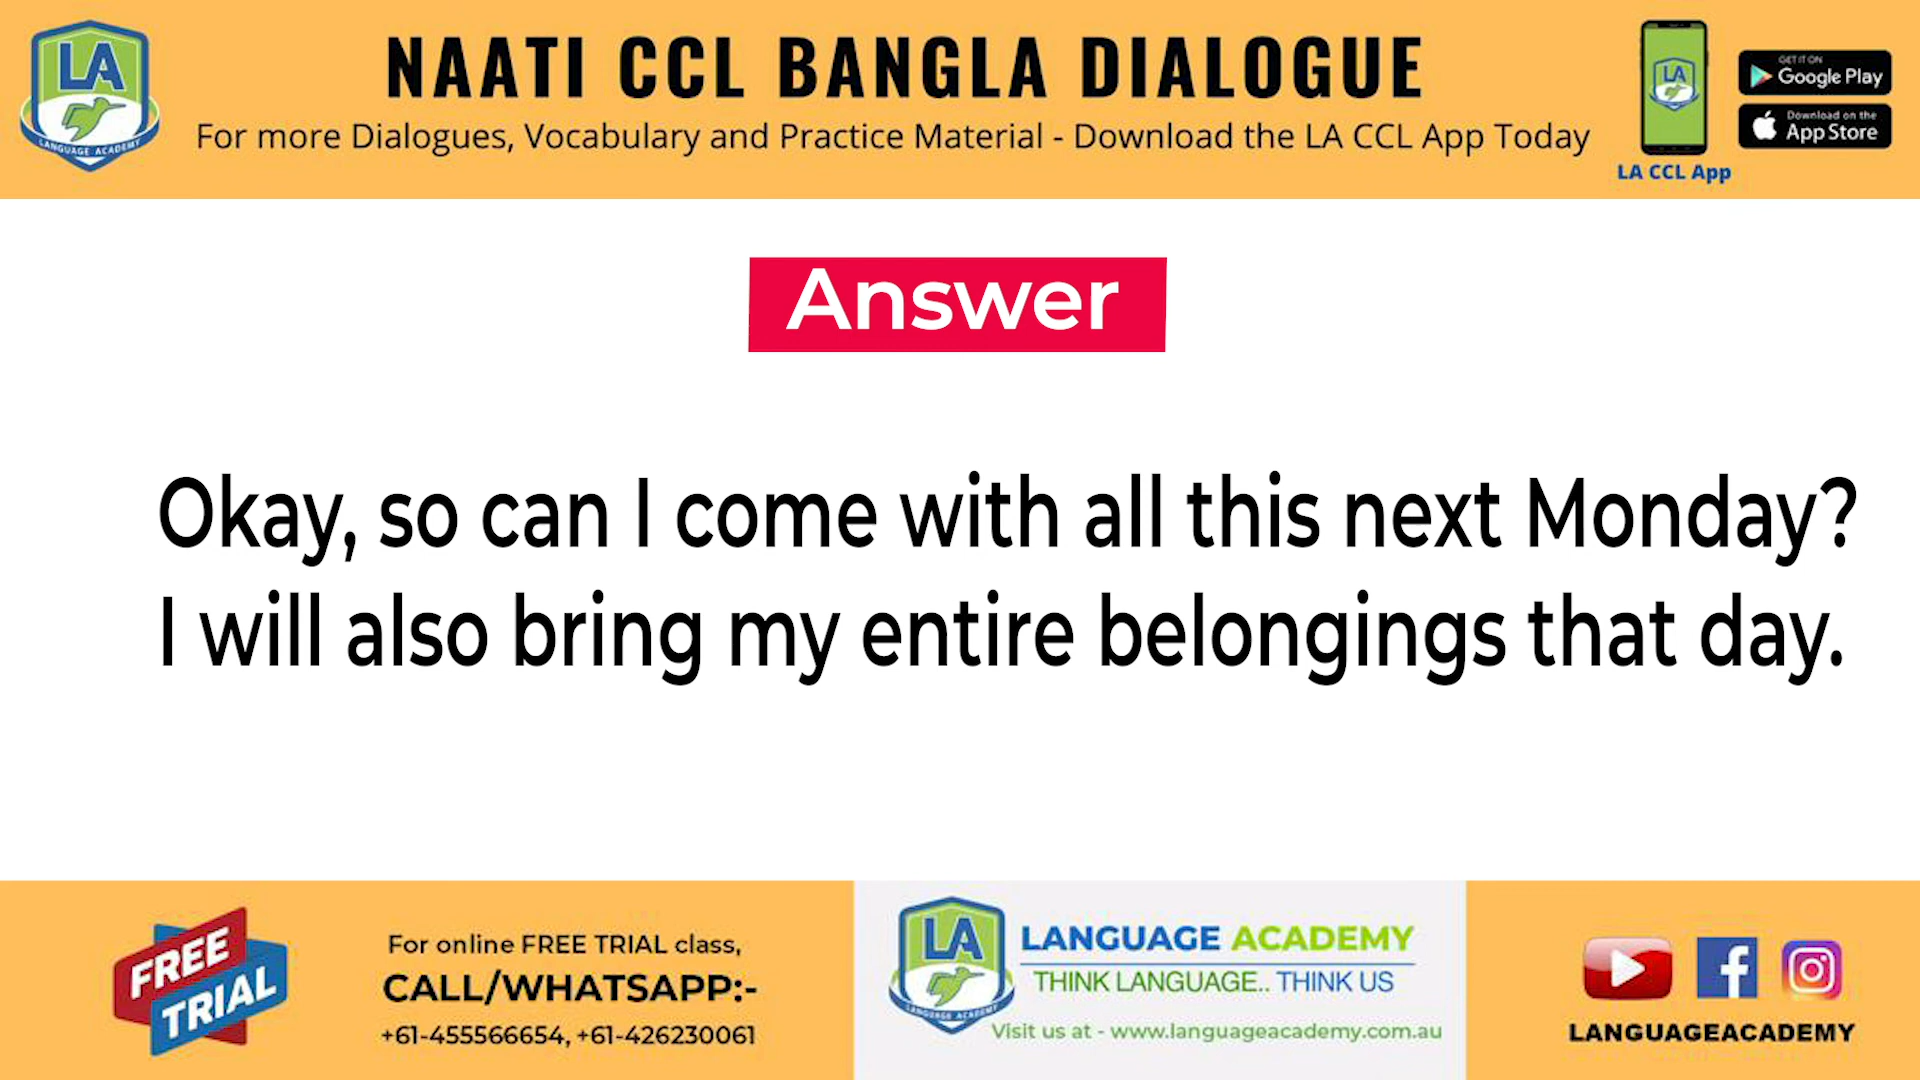 LA
LANGUAGE ACADEMY
NAATI CCL BANGLA DIALOGUE
For more Dialogues, Vocabulary and Practice Material - Download the LA CCL App Today
LA
LA CCL App
GET IT ON
Google Play
Download on the
App Store
Answer
Okay, so can I come with all this next Monday?
I will also bring my entire belongings that day.
FREE
TRIAL
For online FREE TRIAL class,
CALL/WHATSAPP:-
+61-455566654, +61-426230061
LA
LANGUAGE ACADEMY
LANGUAGE ACADEMY
THINK LANGUAGE.. THINK US
Visit us at - www.languageacademy.com.au
LANGUAGEACADEMY